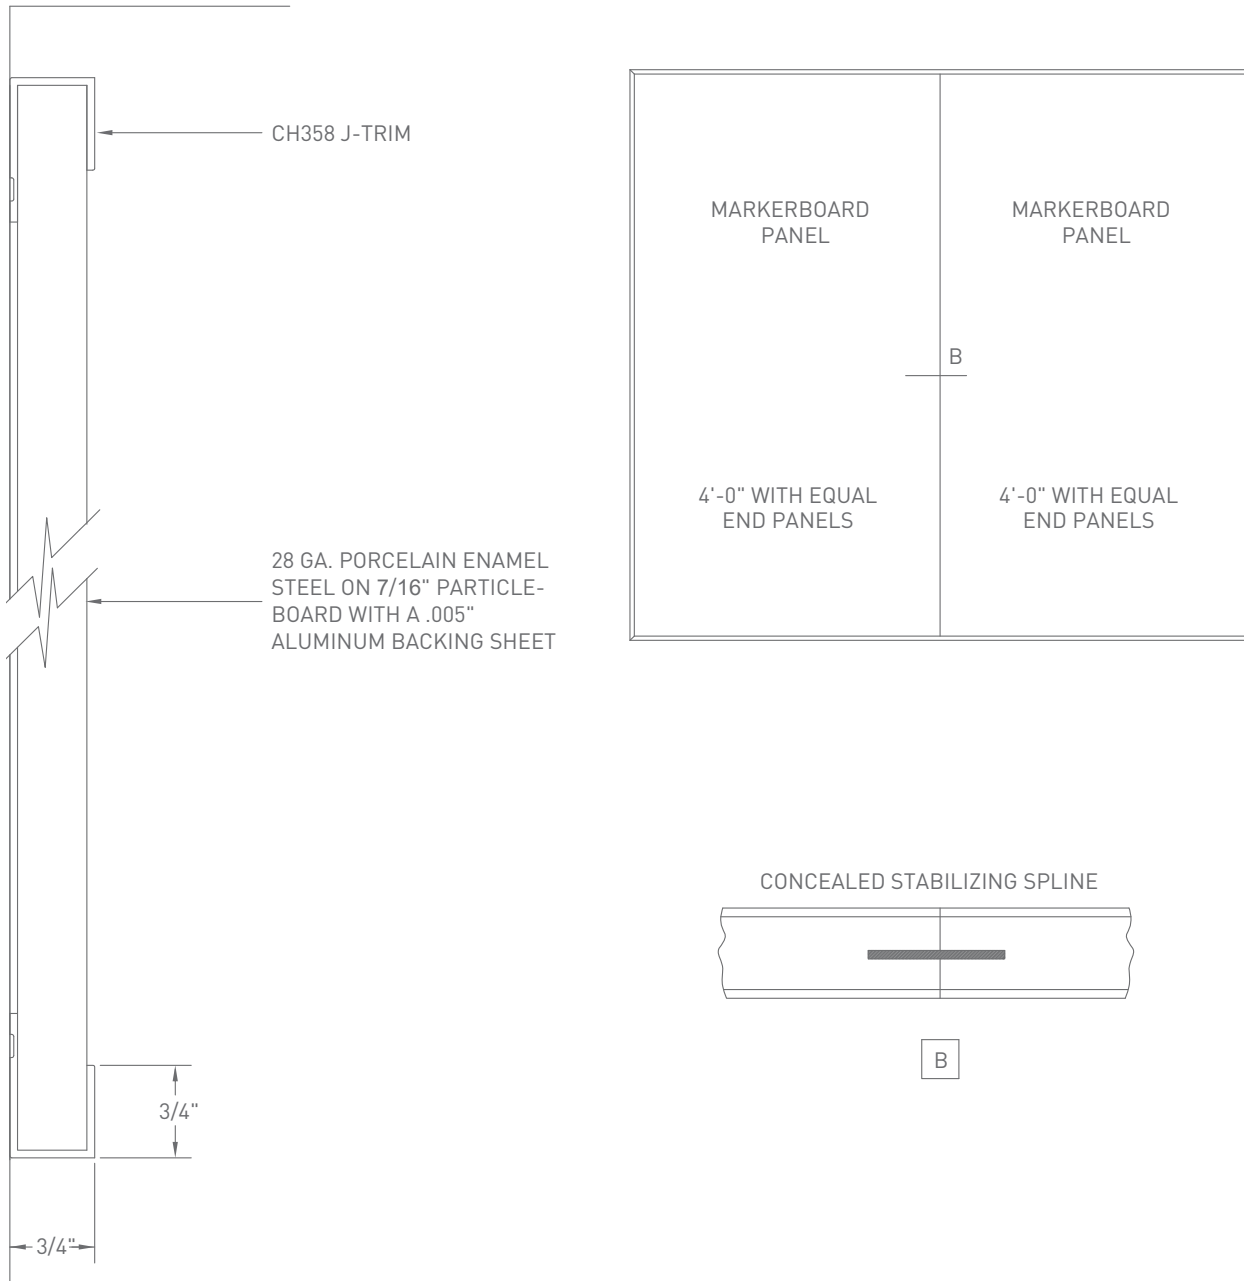 CH358 J-TRIM
MARKERBOARD
PANEL
MARKERBOARD
PANEL
B
4'-0" WITH EQUAL
END PANELS
4'-0" WITH EQUAL
END PANELS
28 GA. PORCELAIN ENAMEL
STEEL ON 7/16" PARTICLE-
BOARD WITH A .005"
ALUMINUM BACKING SHEET
CONCEALED STABILIZING SPLINE
B
3/4"
3/4"